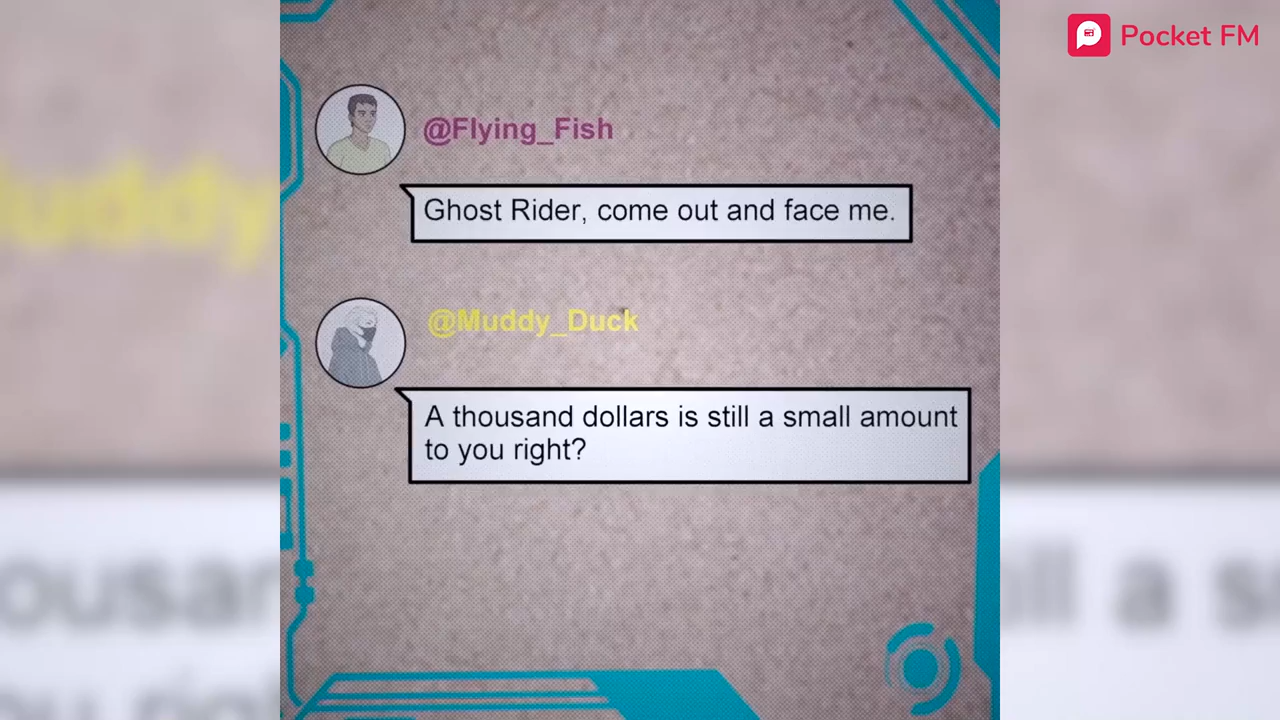 Pocket FM
@Flying_Fish
Ghost Rider, come out and face me.
@Muddy_Duck
A thousand dollars is still a small amount
to you right?